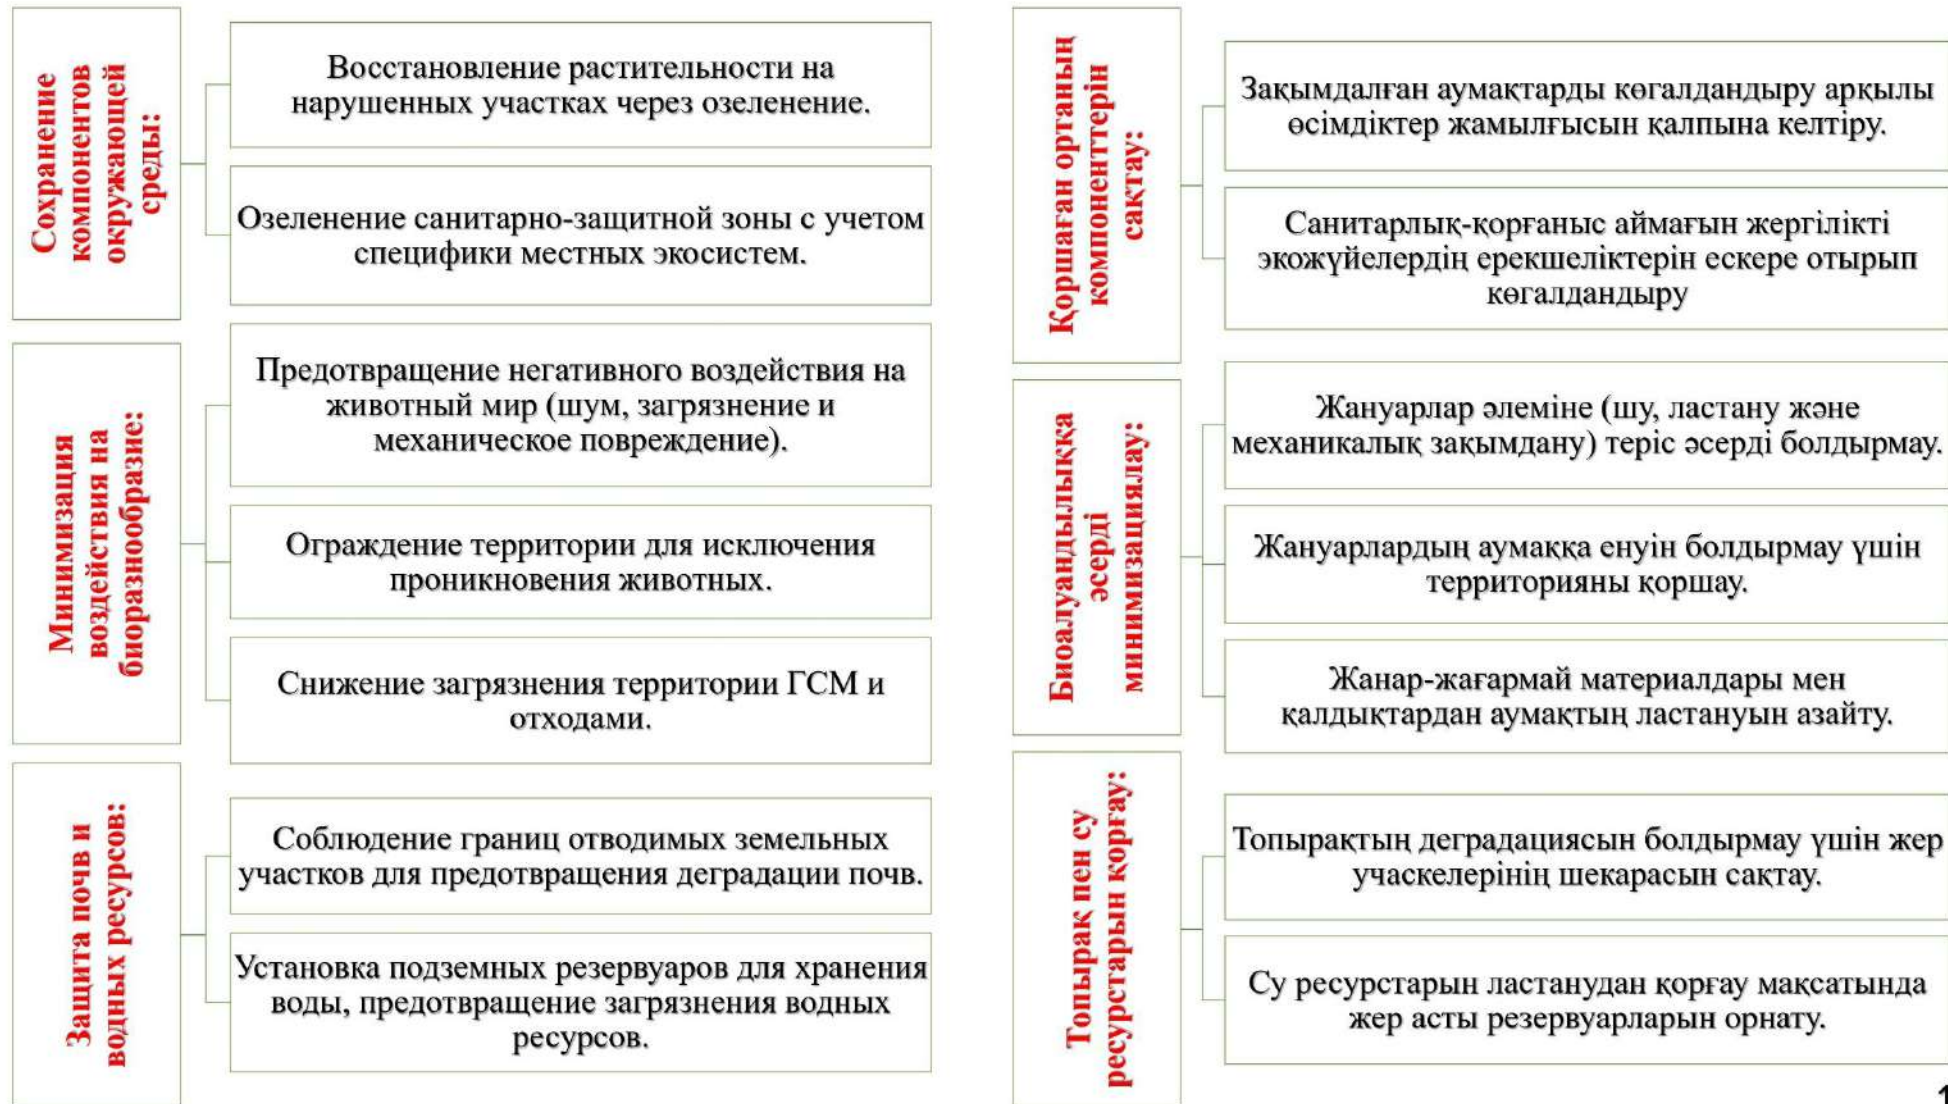 Сохранение
компонентов
окружающей
среды:
Восстановление растительности на
нарушенных участках через озеленение.
Озеленение санитарно-защитной зоны с учетом
специфики местных экосистем.
Минимизация
воздействия на
биоразнообразие:
Предотвращение негативного воздействия на
животный мир (шум, загрязнение и
механическое повреждение).
Ограждение территории для исключения
проникновения животных.
Снижение загрязнения территории ГСМ и
отходами.
Защита почв и
водных ресурсов:
Соблюдение границ отводимых земельных
участков для предотвращения деградации почв.
Установка подземных резервуаров для хранения
воды, предотвращение загрязнения водных
ресурсов.
Қоршаған ортаның
компоненттерін
сақтау:
Зақымдалған аумақтарды көгалдандыру арқылы
өсімдіктер жамылғысын қалпына келтіру.
Санитарлық-қорғаныс аймағын жергілікті
экожүйелердің ерекшеліктерін ескере отырып
көгалдандыру
Биоалуандылыққа
әсерді
минимизациялау:
Жануарлар әлеміне (шу, ластану және
механикалық зақымдану) теріс әсерді болдырмау.
Жануарлардың аумаққа енуін болдырмау үшін
территорияны қоршау.
Жанар-жағармай материалдары мен
қалдықтардан аумақтың ластануын азайту.
Топырақ пен су
ресурстарын қорғау:
Топырақтың деградациясын болдырмау үшін жер
учаскелерінің шекарасын сақтау.
Су ресурстарын ластанудан қорғау мақсатында
жер асты резервуарларын орнату.